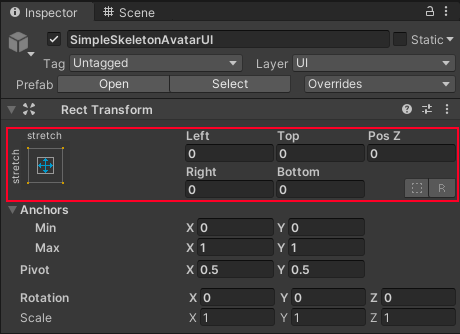 Inspector Scene
SimpleSkeletonAvatarUI Static
Tag Untagged Layer UI
Prefab Open Select Overrides
Rect Transform
stretch
stretch
Left Top Pos Z
0 0 0
Right Bottom
0 0 R
Anchors
Min X 0 Y 0
Max X 1 Y 1
Pivot X 0.5 Y 0.5
Rotation X 0 Y 0 Z 0
Scale X 1 Y 1 Z 1